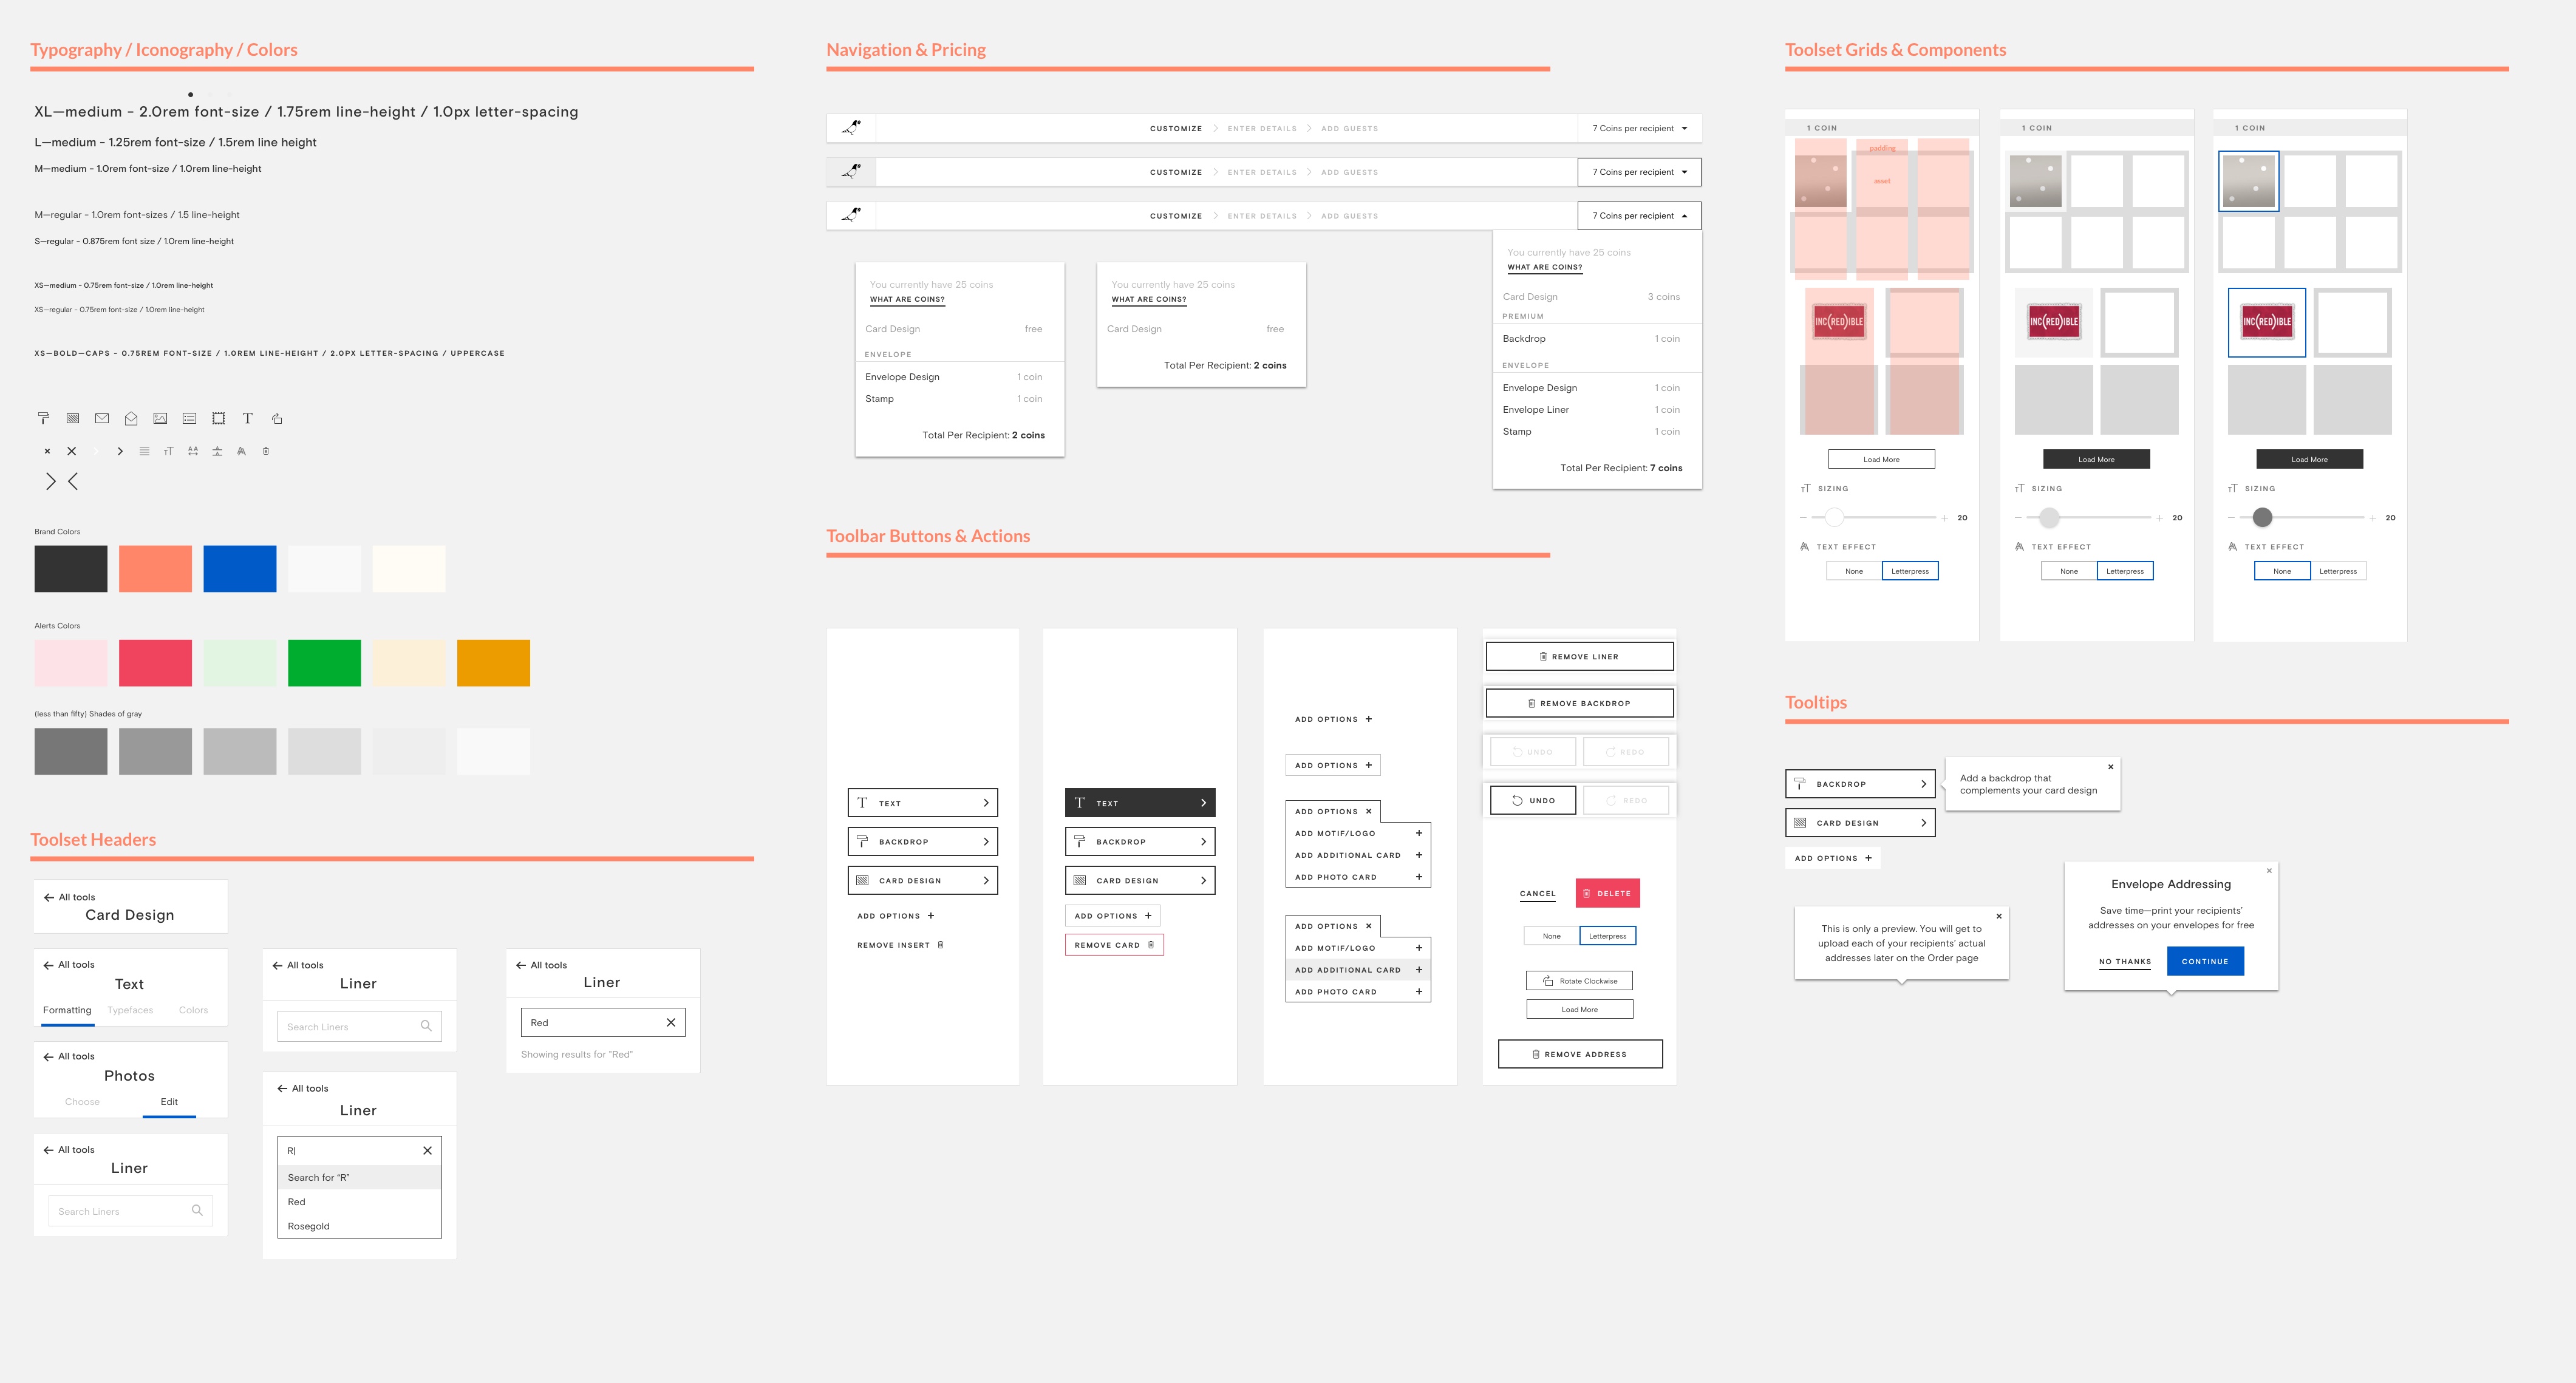 Typography / Iconography / Colors
XL—medium - 2.0rem font-size / 1.75rem line-height / 1.0px letter-spacing
L—medium - 1.25rem font-size / 1.5rem line height
M—medium - 1.0rem font-size / 1.0rem line-height
M—regular - 1.0rem font-sizes / 1.5 line-height
S—regular - 0.875rem font size / 1.0rem line-height
XS—medium - 0.75rem font-size / 1.0rem line-height
XS—regular - 0.75rem font-size / 1.0rem line-height
XS—BOLD—CAPS - 0.75REM FONT-SIZE / 1.0REM LINE-HEIGHT / 2.0PX LETTER-SPACING / UPPERCASE
Brand Colors
Alerts Colors
(less than fifty) Shades of gray
Toolset Headers
All tools
Card Design
All tools
Text
Formatting Typefaces Colors
All tools
Photos
Choose Edit
All tools
Liner
Search Liners
All tools
Liner
Search Liners
All tools
Liner
R|
Search for "R"
Red
Rosegold
All tools
Liner
Red
Showing results for "Red"
Navigation & Pricing
CUSTOMIZE ENTER DETAILS ADD GUESTS 7 Coins per recipient
CUSTOMIZE ENTER DETAILS ADD GUESTS 7 Coins per recipient
CUSTOMIZE ENTER DETAILS ADD GUESTS 7 Coins per recipient
You currently have 25 coins
WHAT ARE COINS?
Card Design free
ENVELOPE
Envelope Design 1 coin
Stamp 1 coin
Total Per Recipient: 2 coins
You currently have 25 coins
WHAT ARE COINS?
Card Design free
Total Per Recipient: 2 coins
You currently have 25 coins
WHAT ARE COINS?
Card Design 3 coins
PREMIUM
Backdrop 1 coin
ENVELOPE
Envelope Design 1 coin
Envelope Liner 1 coin
Stamp 1 coin
Total Per Recipient: 7 coins
Toolbar Buttons & Actions
TEXT
BACKDROP
CARD DESIGN
ADD OPTIONS +
REMOVE INSERT
TEXT
BACKDROP
CARD DESIGN
ADD OPTIONS +
REMOVE CARD
ADD OPTIONS +
ADD OPTIONS +
ADD OPTIONS ×
ADD MOTIF/LOGO +
ADD ADDITIONAL CARD +
ADD PHOTO CARD +
ADD OPTIONS ×
ADD MOTIF/LOGO +
ADD ADDITIONAL CARD +
ADD PHOTO CARD +
REMOVE LINER
REMOVE BACKDROP
UNDO REDO
UNDO REDO
CANCEL DELETE
None Letterpress
Rotate Clockwise
Load More
REMOVE ADDRESS
Toolset Grids & Components
1 COIN
padding
asset
INC(RED)IBLE
Load More
SIZING
20
TEXT EFFECT
None Letterpress
1 COIN
INC(RED)IBLE
Load More
SIZING
20
TEXT EFFECT
None Letterpress
1 COIN
INC(RED)IBLE
Load More
SIZING
20
TEXT EFFECT
None Letterpress
Tooltips
BACKDROP
CARD DESIGN
ADD OPTIONS +
Add a backdrop that
complements your card design
This is only a preview. You will get to
upload each of your recipients' actual
addresses later on the Order page
Envelope Addressing
Save time—print your recipients'
addresses on your envelopes for free
NO THANKS CONTINUE